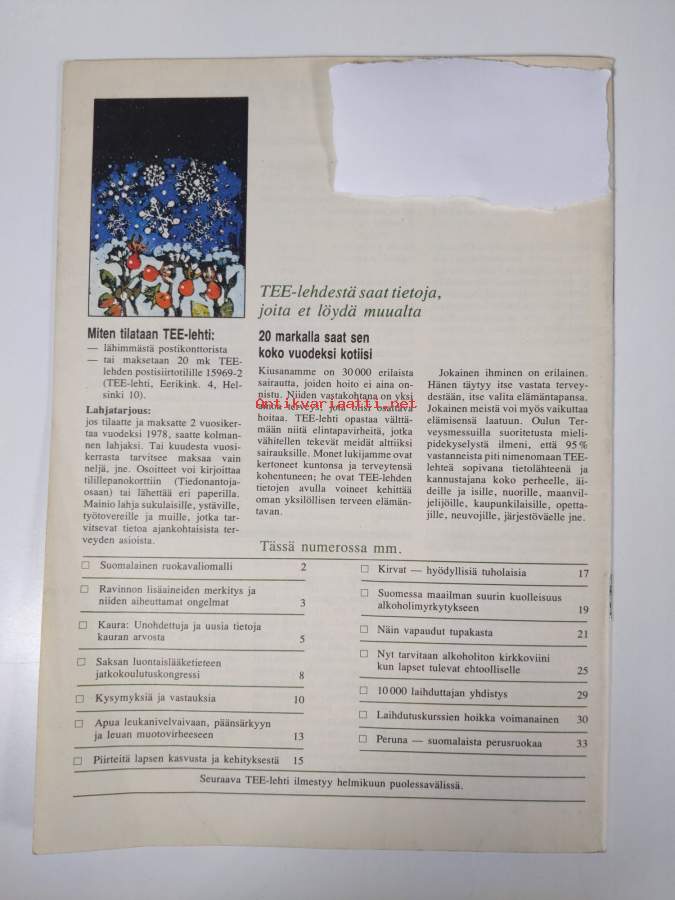 TEE-lehdestä saat tietoja,
joita et löydä muualta
Miten tilataan TEE-lehti:
— lähimmästä postikonttorista
— tai maksetaan 20 mk TEE-
lehden postisiirtotilille 15969-2
(TEE-lehti, Eerikink. 4, Hel-
sinki 10).
Lahjatarjous:
jos tilaatte ja maksatte 2 vuosiker-
taa vuodeksi 1978, saatte kolman-
nen lahjaksi. Tai kuudesta vuosi-
kerrasta tarvitsee maksaa vain
neljä, jne. Osoitteet voi kirjoittaa
tilillepanokorttiin (Tiedonantoja-
osaan) tai lähettää eri paperilla.
Mainio lahja sukulaisille, ystäville,
työtovereille ja muille, jotka tar-
vitsevat tietoa ajankohtaisista ter-
veyden asioista.
20 markalla saat sen
koko vuodeksi kotiisi
Kiusanamme on 30 000 erilaista
sairautta, joiden hoito ei aina on-
nistu. Niiden vastakohtana on yksi
terveys, jota olisi osattava
hoitaa. TEE-lehti opastaa välttä-
mään niitä elintapavirheitä, jotka
vähitellen tekevät meidät alttiiksi
sairauksille. Monet lukijamme ovat
kertoneet kuntonsa ja terveytensä
kohentuneen; he ovat TEE-lehden
tietojen avulla voineet kehittää
oman yksilöllisen terveen elämän-
tavan.
Antikvariaatti.net
Jokainen ihminen on erilainen.
Hänen täytyy itse vastata tervey-
destään, itse valita elämäntapansa.
Jokainen meistä voi myös vaikuttaa
elämisensä laatuun. Oulun Ter-
veysmessuilla suoritetusta mieli-
pidekyselystä ilmeni, että 95 %
vastanneista piti nimenomaan TEE-
lehteä sopivana tietolähteenä ja
kannustajana koko perheelle, äi-
deille ja isille, nuorille, maanvil-
jelijöille, kaupunkilaisille, opetta-
jille, neuvojille, järjestöväelle jne.
Tässä numerossa mm.
Suomalainen ruokavaliomalli 2
Ravinnon lisäaineiden merkitys ja
niiden aiheuttamat ongelmat 3
Kaura: Unohdettuja ja uusia tietoja
kauran arvosta 5
Saksan luontaislääketieteen
jatkokoulutuskongressi 8
Kysymyksiä ja vastauksia 10
Apua leukanivelvaivaan, päänsärkyyn
ja leuan muotovirheeseen 13
Piirteitä lapsen kasvusta ja kehityksestä 15
Kirvat — hyödyllisiä tuholaisia 17
Suomessa maailman suurin kuolleisuus
alkoholimyrkytykseen 19
Näin vapaudut tupakasta 21
Nyt tarvitaan alkoholiton kirkkoviini
kun lapset tulevat ehtoolliselle 25
10 000 laihduttajan yhdistys 29
Laihdutuskurssien hoikka voimanainen 30
Peruna — suomalaista perusruokaa 33
Seuraava TEE-lehti ilmestyy helmikuun puolessavälissä.